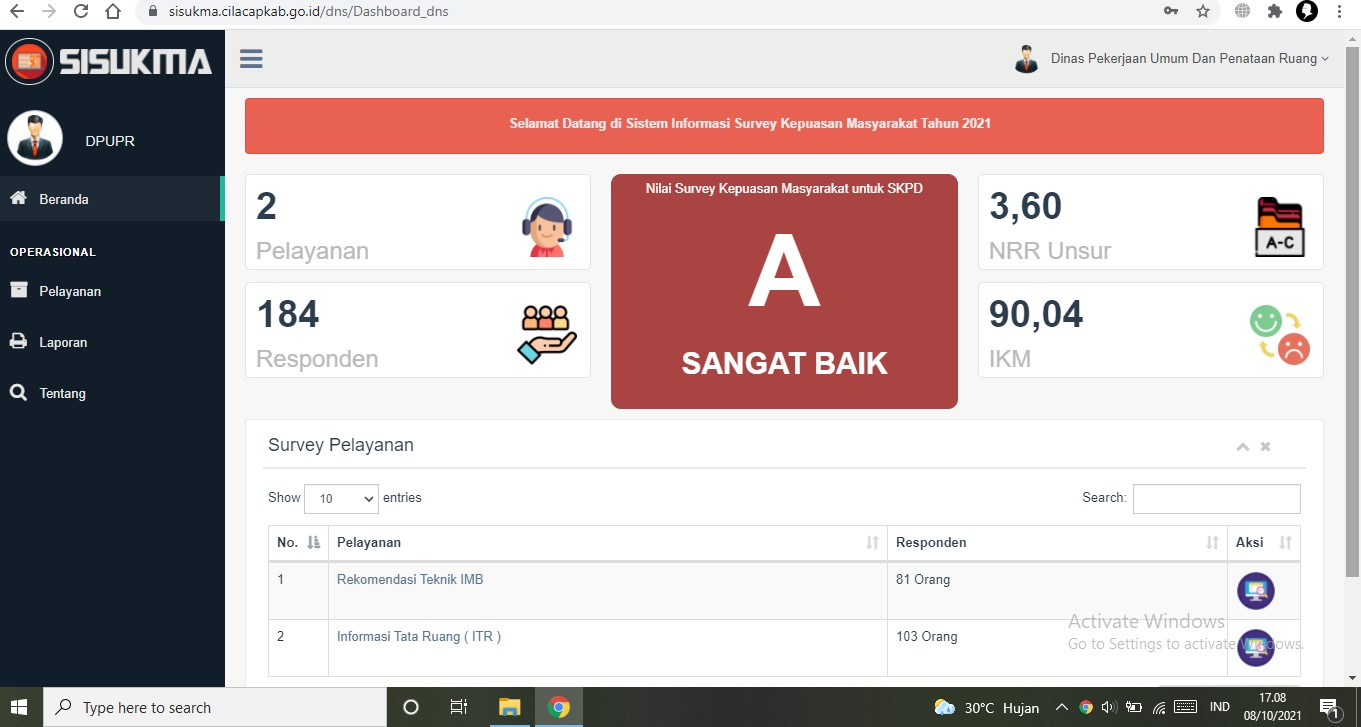 sisukma.cilacapkab.go.id/dns/Dashboard_dns
SISUKMA
Dinas Pekerjaan Umum Dan Penataan Ruang
DPUPR
Beranda
OPERASIONAL
Pelayanan
Laporan
Tentang
Selamat Datang di Sistem Informasi Survey Kepuasan Masyarakat Tahun 2021
2
Pelayanan
184
Responden
Nilai Survey Kepuasan Masyarakat untuk SKPD
A
SANGAT BAIK
3,60
NRR Unsur
A-C
90,04
IKM
Survey Pelayanan
Show 10 entries
Search:
No. Pelayanan Responden Aksi
1 Rekomendasi Teknik IMB 81 Orang
2 Informasi Tata Ruang ( ITR ) 103 Orang
Activate Windows
Go to Settings to activate Windows.
Type here to search
30°C Hujan
IND
17.08
08/10/2021
1